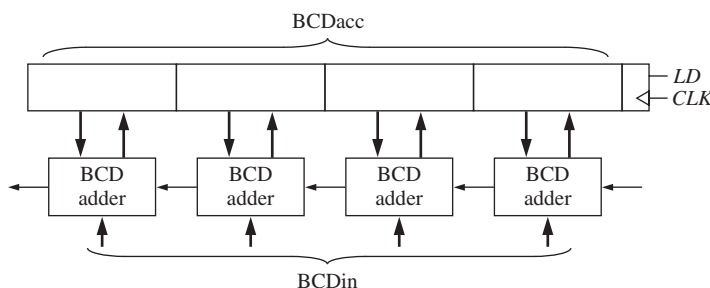 BCDacc
LD
CLK
BCD
adder
BCD
adder
BCD
adder
BCD
adder
BCDin